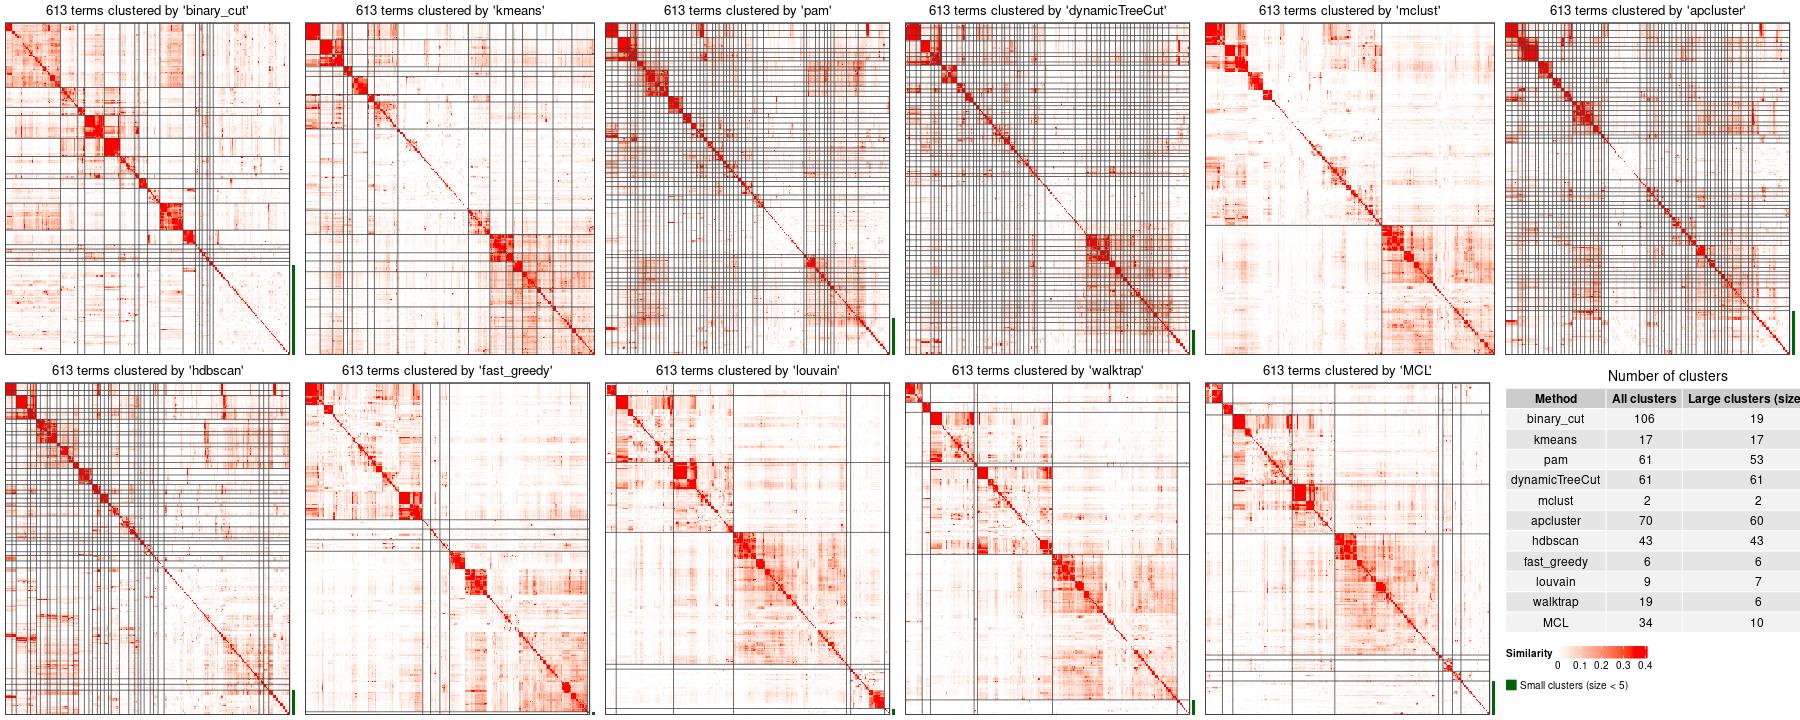 613 terms clustered by 'binary_cut'
613 terms clustered by 'kmeans'
613 terms clustered by 'pam'
613 terms clustered by 'dynamicTreeCut'
613 terms clustered by 'mclust'
613 terms clustered by 'apcluster'
613 terms clustered by 'hdbscan'
613 terms clustered by 'fast_greedy'
613 terms clustered by 'louvain'
613 terms clustered by 'walktrap'
613 terms clustered by 'MCL'
Number of clusters
Method All clusters Large clusters (size
binary_cut 106 19
kmeans 17 17
pam 61 53
dynamicTreeCut 61 61
mclust 2 2
apcluster 70 60
hdbscan 43 43
fast_greedy 6 6
louvain 9 7
walktrap 19 6
MCL 34 10
Similarity
0 0.1 0.2 0.3 0.4
Small clusters (size < 5)